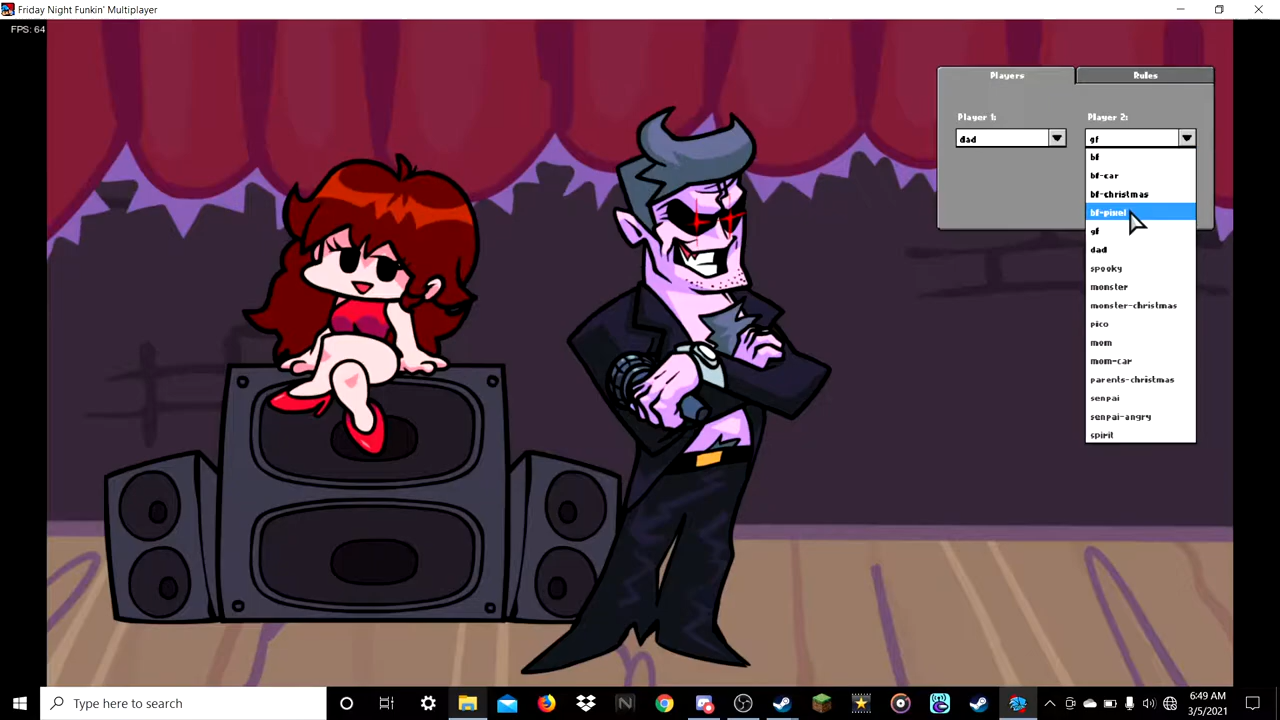 Friday Night Funkin' Multiplayer
FPS: 64
Players
Rules
Player 1:
Player 2:
dad
gf
bf
bf-car
bf-christmas
bf-pixel
gf
dad
spooky
monster
monster-christmas
pico
mom
mom-car
parents-christmas
senpai
senpai-angry
spirit
Type here to search
6:49 AM
3/5/2021